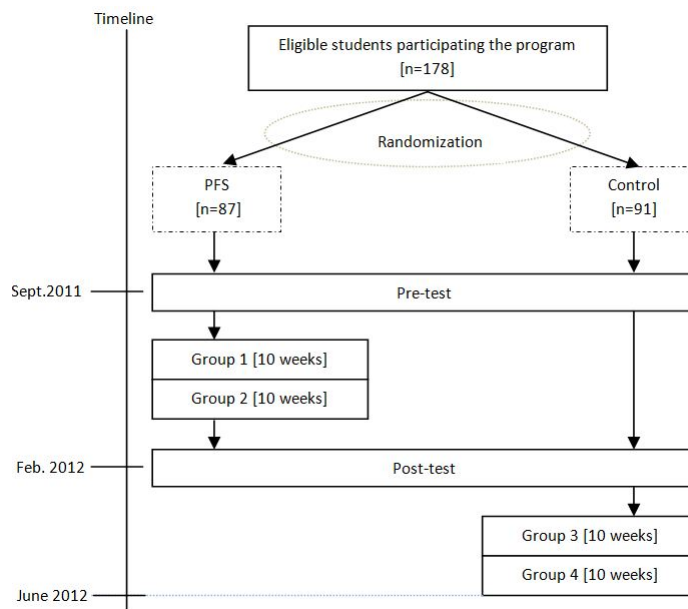 Timeline
Eligible students participating the program
[n=178]
Randomization
PFS
[n=87]
Control
[n=91]
Sept.2011
Pre-test
Group 1 [10 weeks]
Group 2 [10 weeks]
Feb. 2012
Post-test
Group 3 [10 weeks]
Group 4 [10 weeks]
June 2012